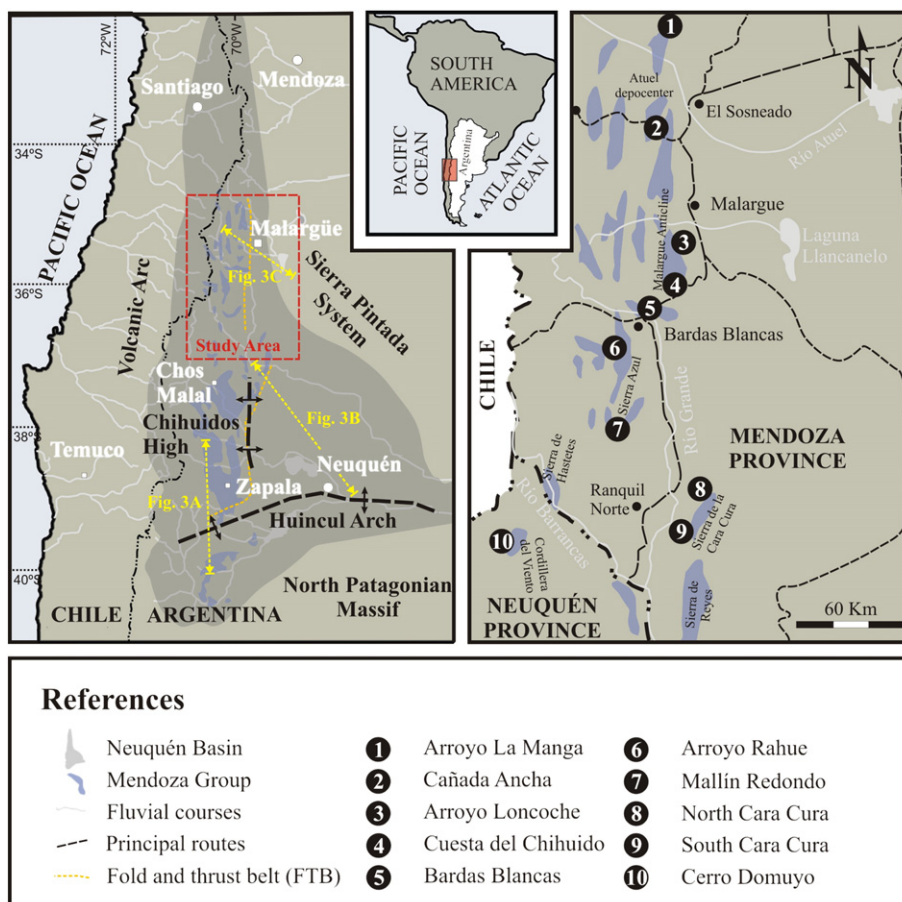 72°W
70°W
Santiago
Mendoza
34°S
PACIFIC OCEAN
Malargüe
Fig. 3C
36°S
Volcanic Arc
Sierra Pintada
System
Study Area
Chos
Malal
Fig. 3B
Chihuidos
High
38°S
Temuco
Neuquén
Zapala
Fig. 3A
Huincul Arch
40°S
North Patagonian
Massif
CHILE
ARGENTINA
SOUTH
AMERICA
PACIFIC
OCEAN
Argentina
ATLANTIC
OCEAN
1
N
Atuel
depocenter
El Sosneado
2
Río Atuel
Malargue
Malargue Anticline
3
Laguna
Llancanelo
4
5
Bardas Blancas
6
CHILE
Sierra Azul
7
Río Grande
MENDOZA
PROVINCE
Sierra de
Hastetes
Ranquil
Norte
8
Río Barrancas
9
Sierra de la
Cara Cura
10
Cordillera
del Viento
Sierra de
Reyes
NEUQUÉN
PROVINCE
60 Km
References
Neuquén Basin
Mendoza Group
Fluvial courses
Principal routes
Fold and thrust belt (FTB)
1 Arroyo La Manga
2 Cañada Ancha
3 Arroyo Loncoche
4 Cuesta del Chihuido
5 Bardas Blancas
6 Arroyo Rahue
7 Mallín Redondo
8 North Cara Cura
9 South Cara Cura
10 Cerro Domuyo